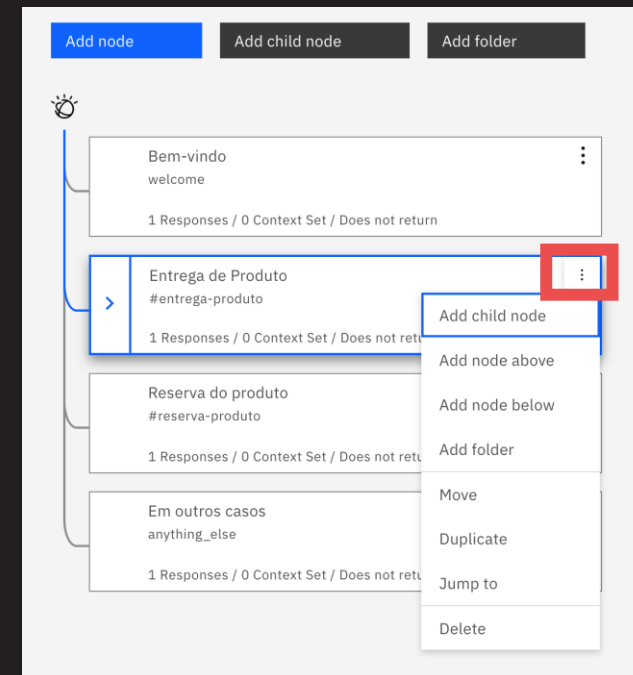 Add node
Add child node
Add folder
Bem-vindo
welcome
1 Responses / 0 Context Set / Does not return
Entrega de Produto
#entrega-produto
1 Responses / 0 Context Set / Does not retu
Add child node
Add node above
Add node below
Add folder
Move
Duplicate
Jump to
Delete
Reserva do produto
#reserva-produto
1 Responses / 0 Context Set / Does not retu
Em outros casos
anything_else
1 Responses / 0 Context Set / Does not retu